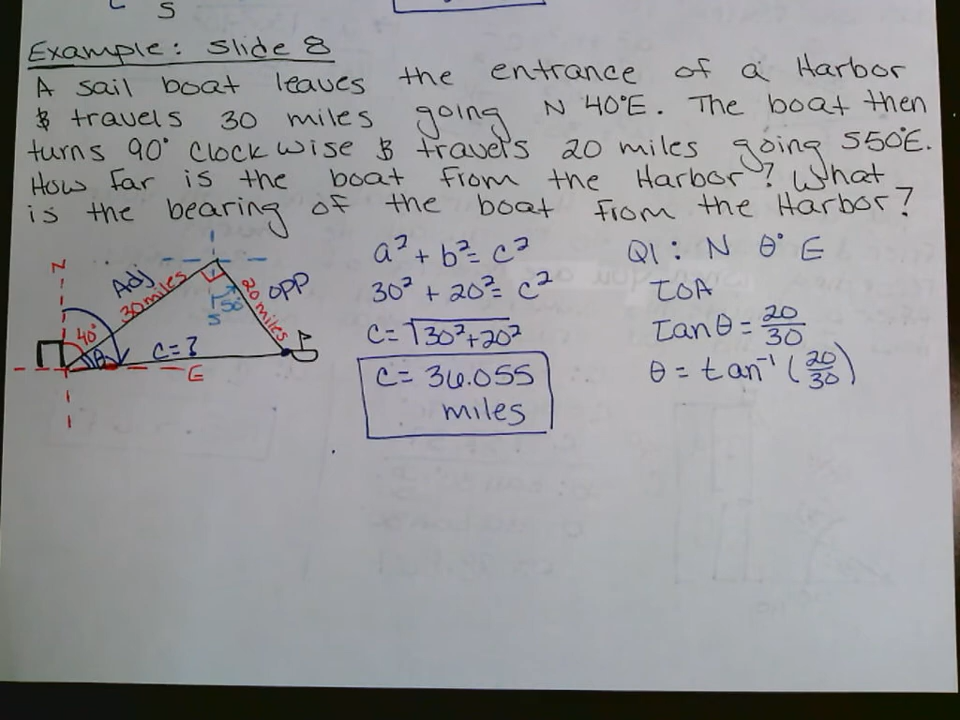 S
Example: Slide 8
A sail boat leaves the entrance of a Harbor
& travels 30 miles going N 40°E. The boat then
turns 90° Clockwise & travels 20 miles going S50°E.
How far is the boat from the Harbor? What
is the bearing of the boat from the Harbor?
N
Adj
30 miles
40°
50°
S
20 miles
OPP
C=?
E
a² + b² = c²
30² + 20² = c²
C = √30²+20²
C = 36.055
miles
Q1: N θ° E
TOA
Tanθ = 20/30
θ = tan⁻¹ (20/30)